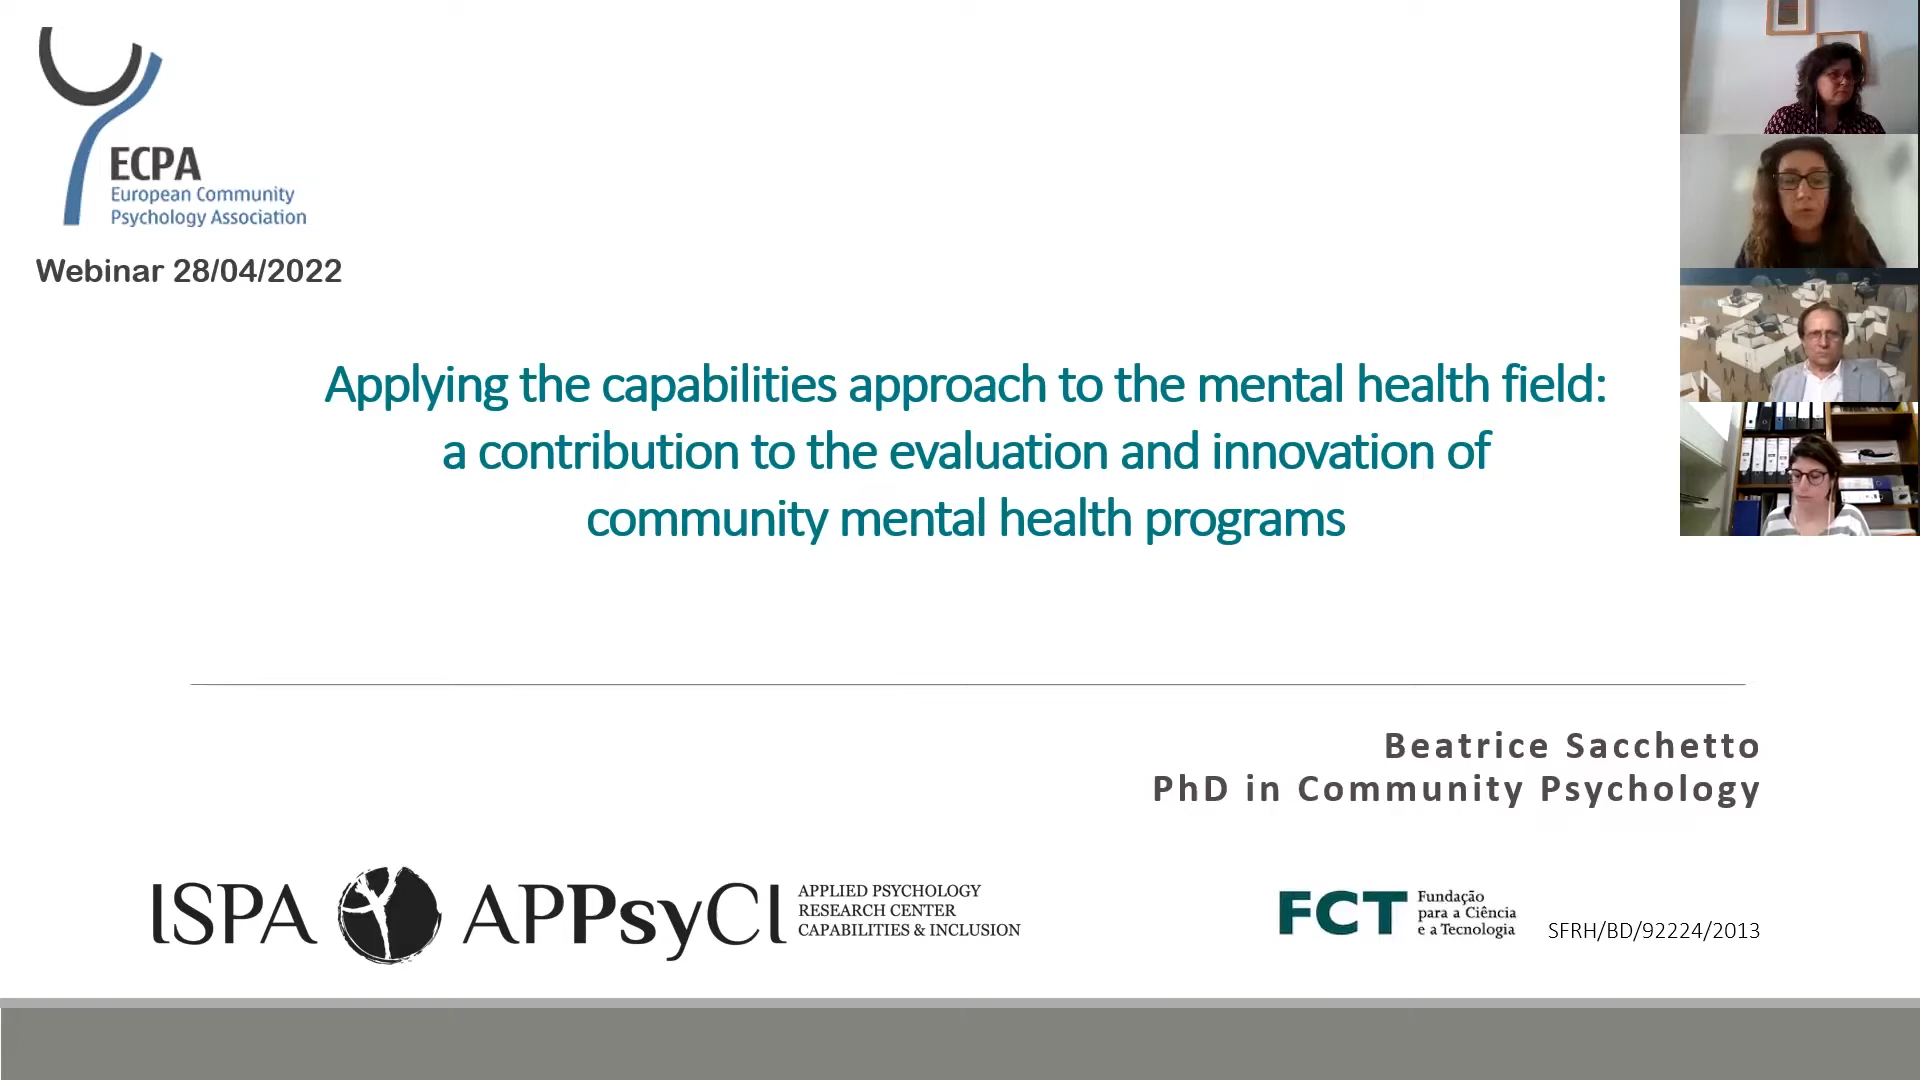 ECPA
European Community
Psychology Association
Webinar 28/04/2022
Applying the capabilities approach to the mental health field:
a contribution to the evaluation and innovation of
community mental health programs
Beatrice Sacchetto
PhD in Community Psychology
ISPA APPsyCI
APPLIED PSYCHOLOGY
RESEARCH CENTER
CAPABILITIES & INCLUSION
FCT
Fundação
para a Ciência
e a Tecnologia
SFRH/BD/92224/2013